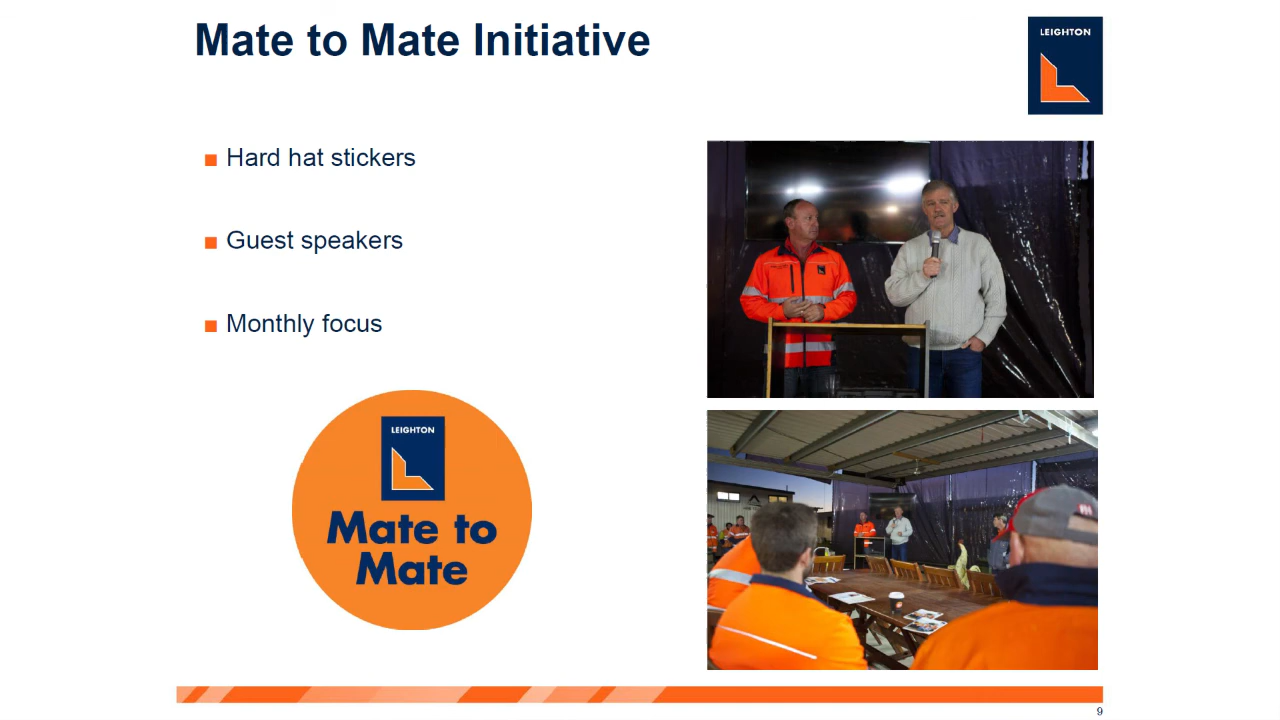 Mate to Mate Initiative
LEIGHTON
Hard hat stickers
Guest speakers
Monthly focus
LEIGHTON
Mate to
Mate
9